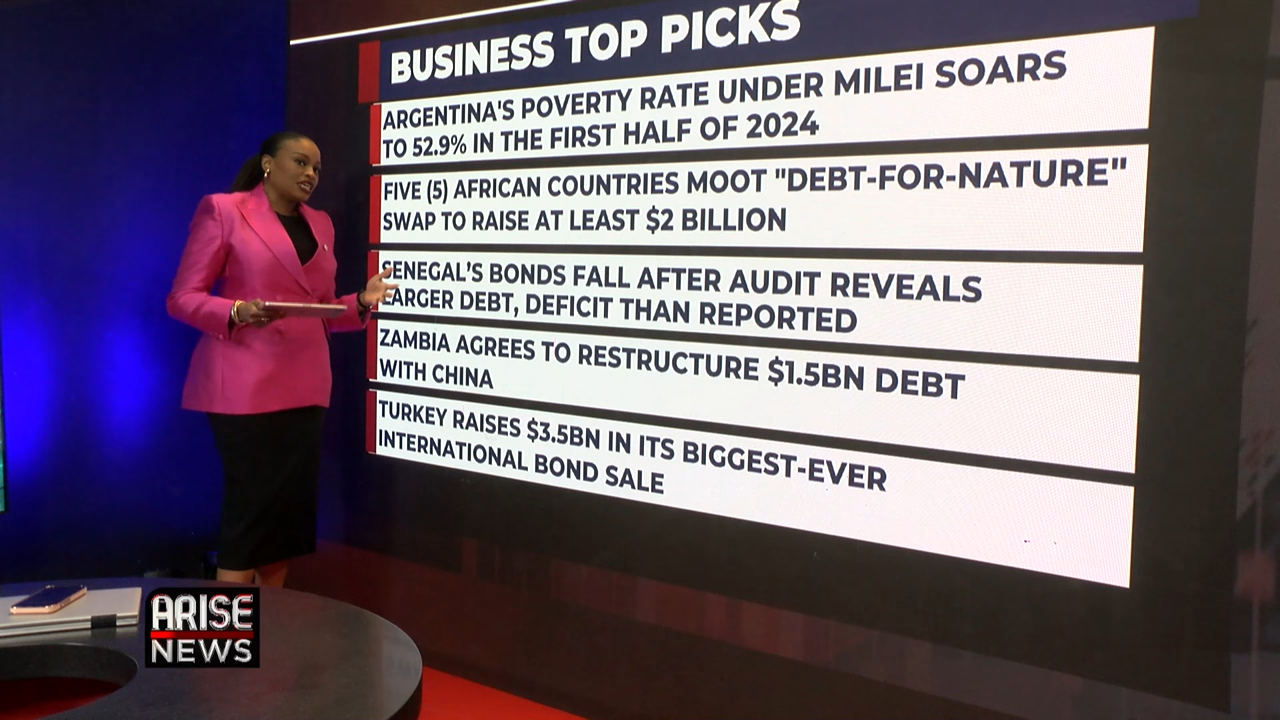 BUSINESS TOP PICKS
ARGENTINA'S POVERTY RATE UNDER MILEI SOARS
TO 52.9% IN THE FIRST HALF OF 2024
FIVE (5) AFRICAN COUNTRIES MOOT "DEBT-FOR-NATURE"
SWAP TO RAISE AT LEAST $2 BILLION
SENEGAL'S BONDS FALL AFTER AUDIT REVEALS
LARGER DEBT, DEFICIT THAN REPORTED
ZAMBIA AGREES TO RESTRUCTURE $1.5BN DEBT
WITH CHINA
TURKEY RAISES $3.5BN IN ITS BIGGEST-EVER
INTERNATIONAL BOND SALE
ARISE
NEWS